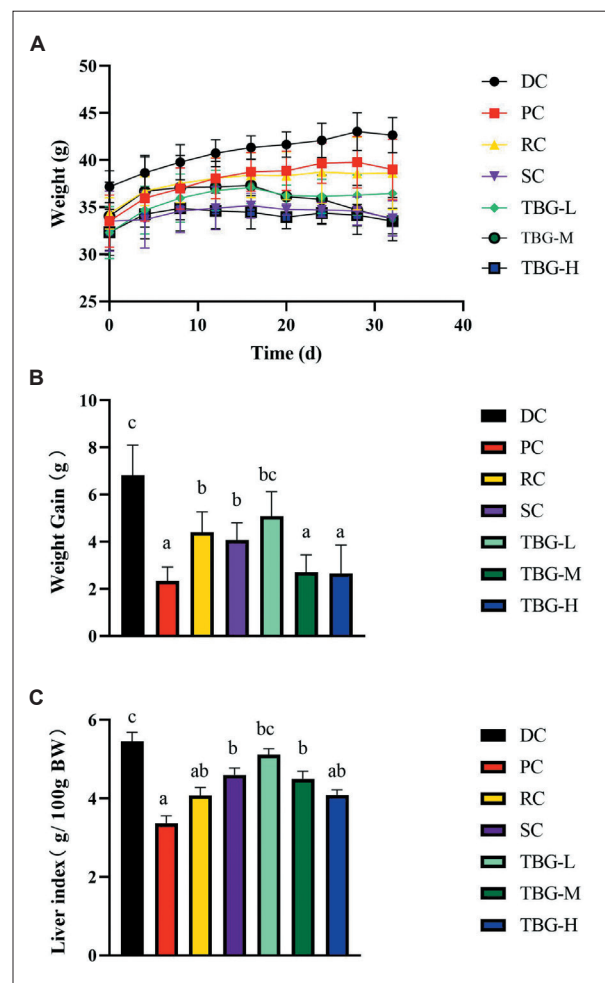 A
50
45
40
35
30
25
Weight (g)
0
10
20
30
40
Time (d)
DC
PC
RC
SC
TBG-L
TBG-M
TBG-H
B
10
8
6
4
2
0
Weight Gain (g)
c
a
b
b
bc
a
a
DC
PC
RC
SC
TBG-L
TBG-M
TBG-H
C
6
4
2
0
Liver index( g/ 100g BW)
c
a
ab
b
bc
b
ab
DC
PC
RC
SC
TBG-L
TBG-M
TBG-H